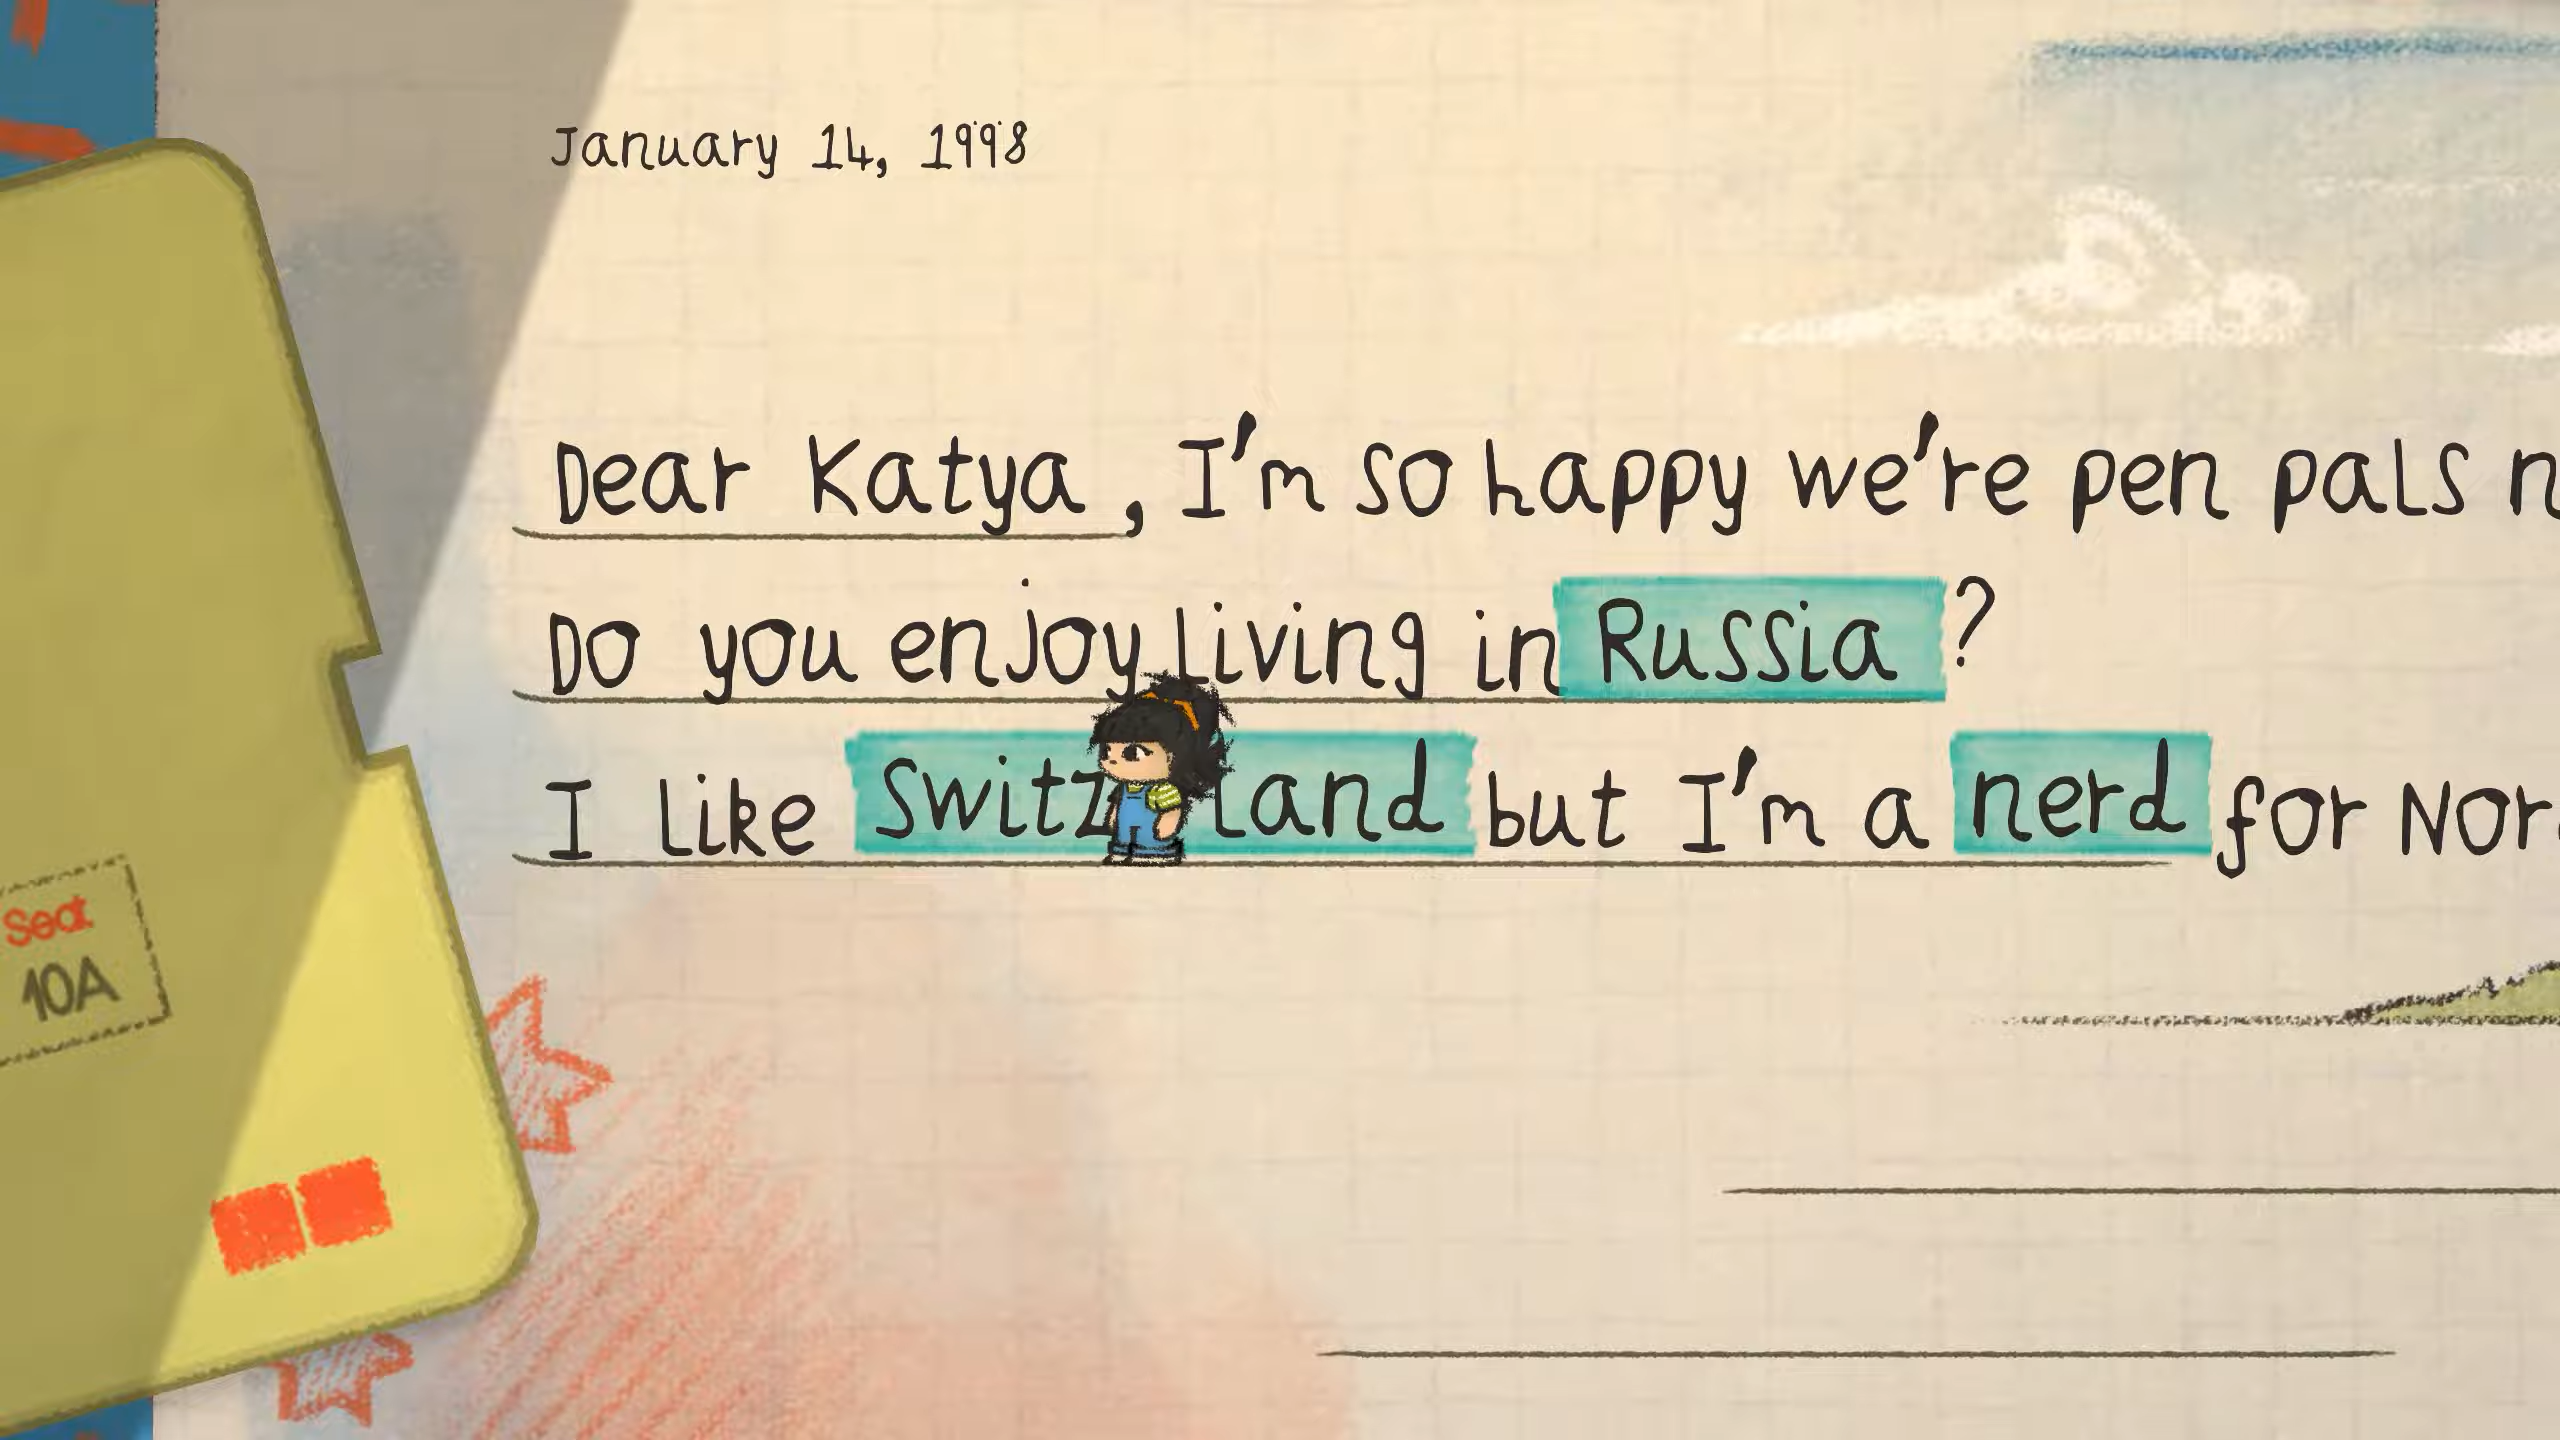 January 14, 1998
Dear Katya, I'm so happy we're pen pals
Do you enjoy living in Russia?
I like but I'm a nerd for
Seat
10A